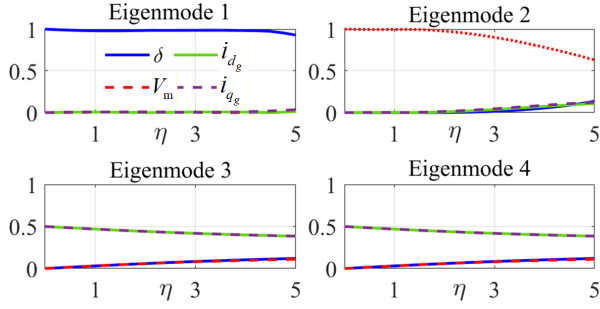 Eigenmode 1
1
0.5
0
1
η
3
5
δ
i_{d_g}
V_m
i_{q_g}
Eigenmode 2
1
0.5
0
1
η
3
5
Eigenmode 3
1
0.5
0
1
η
3
5
Eigenmode 4
1
0.5
0
1
η
3
5